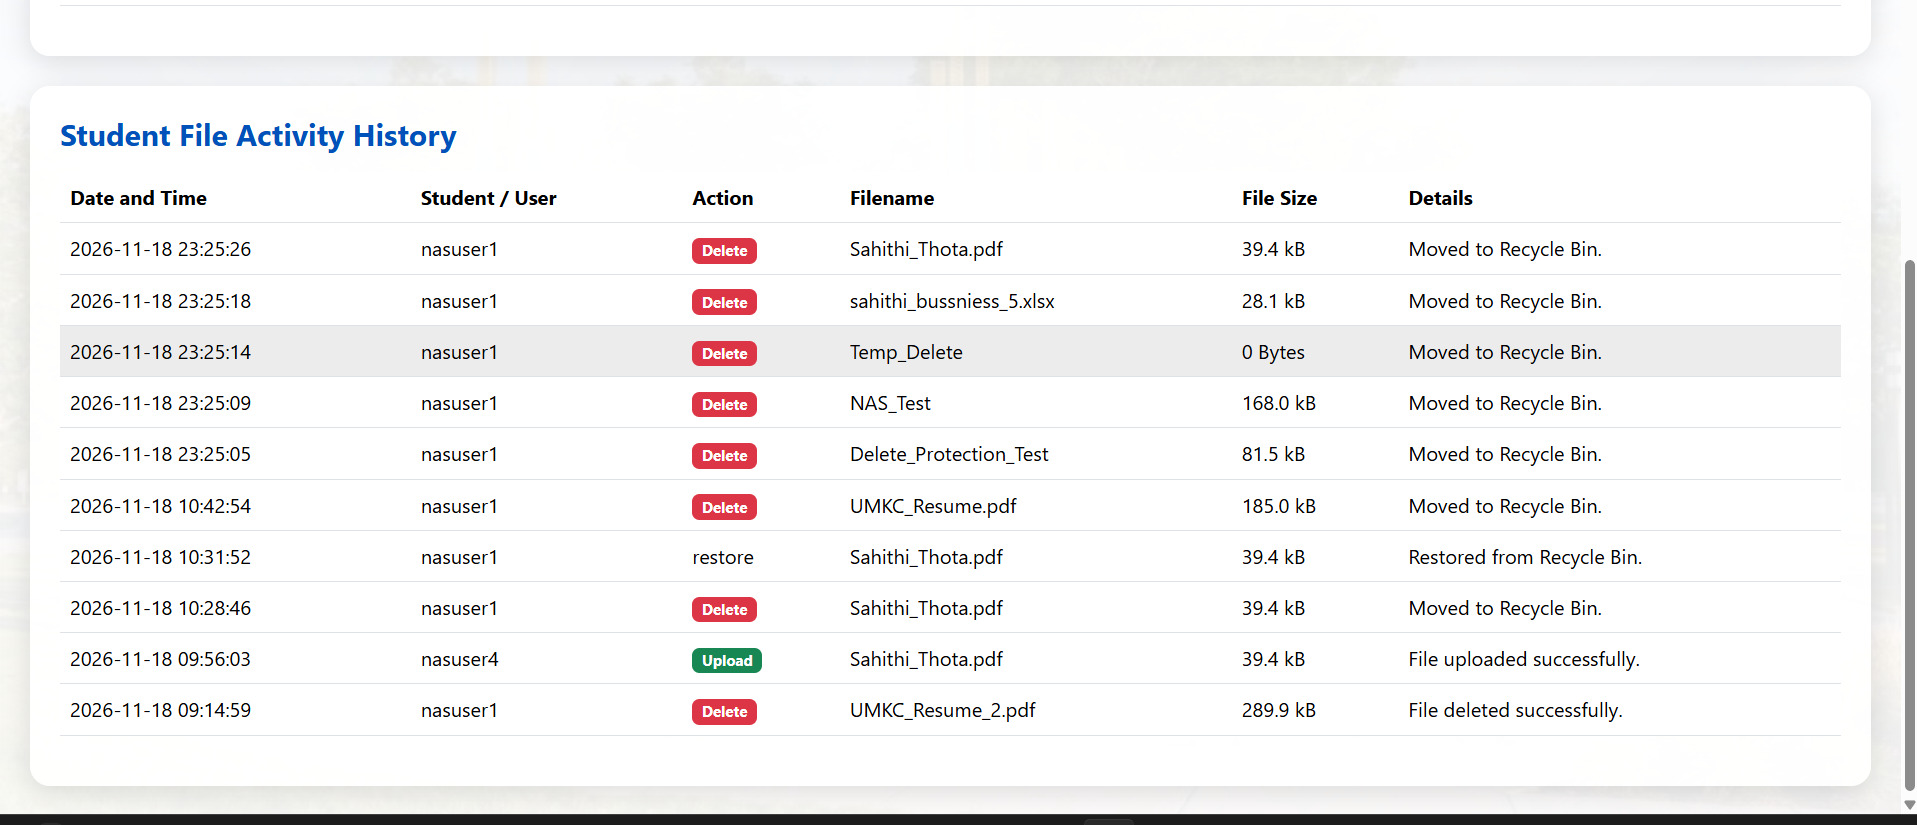 Student File Activity History
Date and Time Student / User Action Filename File Size Details
2026-11-18 23:25:26 nasuser1 Delete Sahithi_Thota.pdf 39.4 kB Moved to Recycle Bin.
2026-11-18 23:25:18 nasuser1 Delete sahithi_bussniess_5.xlsx 28.1 kB Moved to Recycle Bin.
2026-11-18 23:25:14 nasuser1 Delete Temp_Delete 0 Bytes Moved to Recycle Bin.
2026-11-18 23:25:09 nasuser1 Delete NAS_Test 168.0 kB Moved to Recycle Bin.
2026-11-18 23:25:05 nasuser1 Delete Delete_Protection_Test 81.5 kB Moved to Recycle Bin.
2026-11-18 10:42:54 nasuser1 Delete UMKC_Resume.pdf 185.0 kB Moved to Recycle Bin.
2026-11-18 10:31:52 nasuser1 restore Sahithi_Thota.pdf 39.4 kB Restored from Recycle Bin.
2026-11-18 10:28:46 nasuser1 Delete Sahithi_Thota.pdf 39.4 kB Moved to Recycle Bin.
2026-11-18 09:56:03 nasuser4 Upload Sahithi_Thota.pdf 39.4 kB File uploaded successfully.
2026-11-18 09:14:59 nasuser1 Delete UMKC_Resume_2.pdf 289.9 kB File deleted successfully.